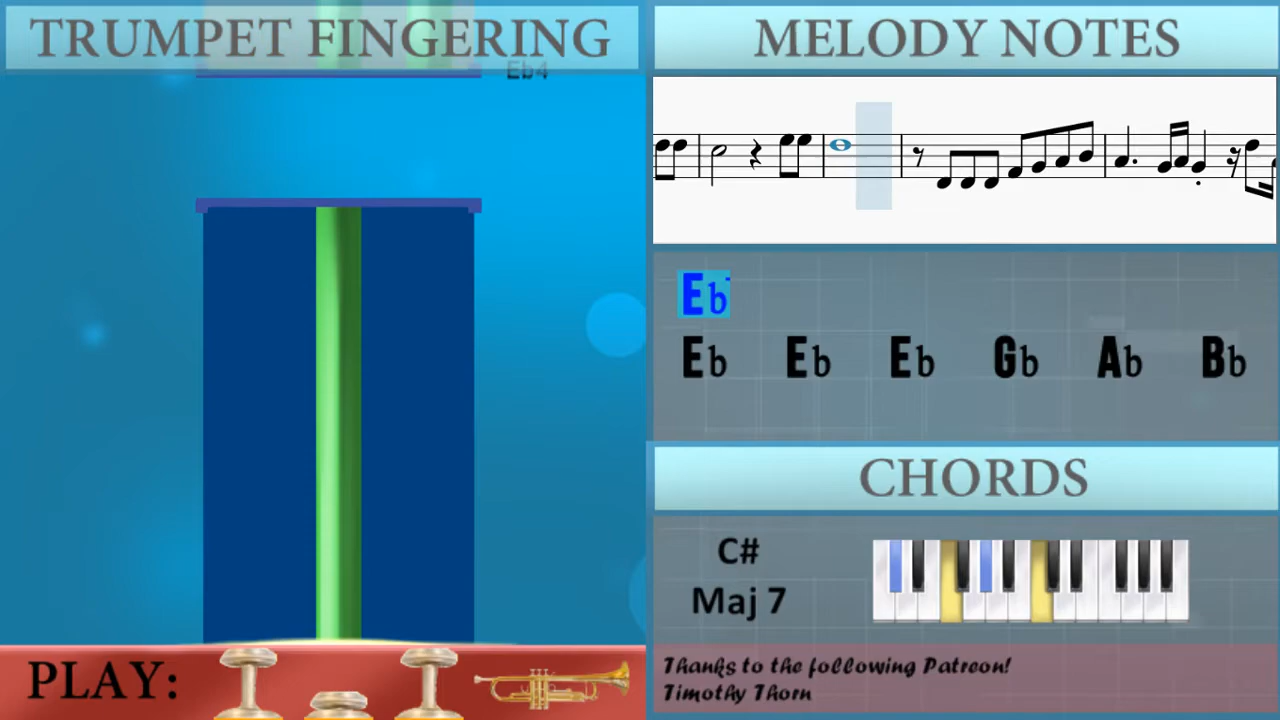 TRUMPET FINGERING
Eb4
PLAY:
MELODY NOTES
Eb
Eb Eb Eb Gb Ab Bb
CHORDS
C#
Maj 7
Thanks to the following Patreon!
Timothy Thorn